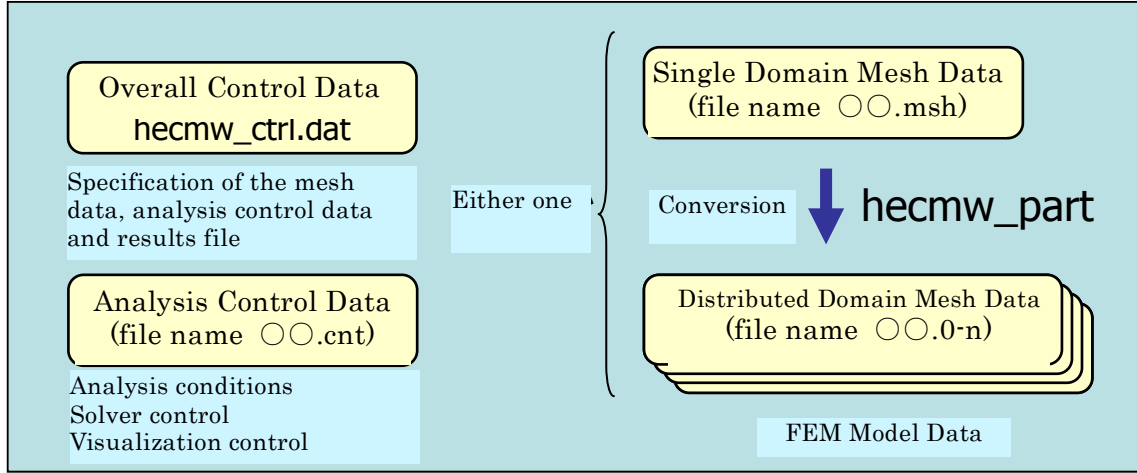 Overall Control Data
hecmw_ctrl.dat
Specification of the mesh
data, analysis control data
and results file
Analysis Control Data
(file name ○○.cnt)
Analysis conditions
Solver control
Visualization control
Either one
Single Domain Mesh Data
(file name ○○.msh)
Conversion
hecmw_part
Distributed Domain Mesh Data
(file name ○○.0-n)
FEM Model Data